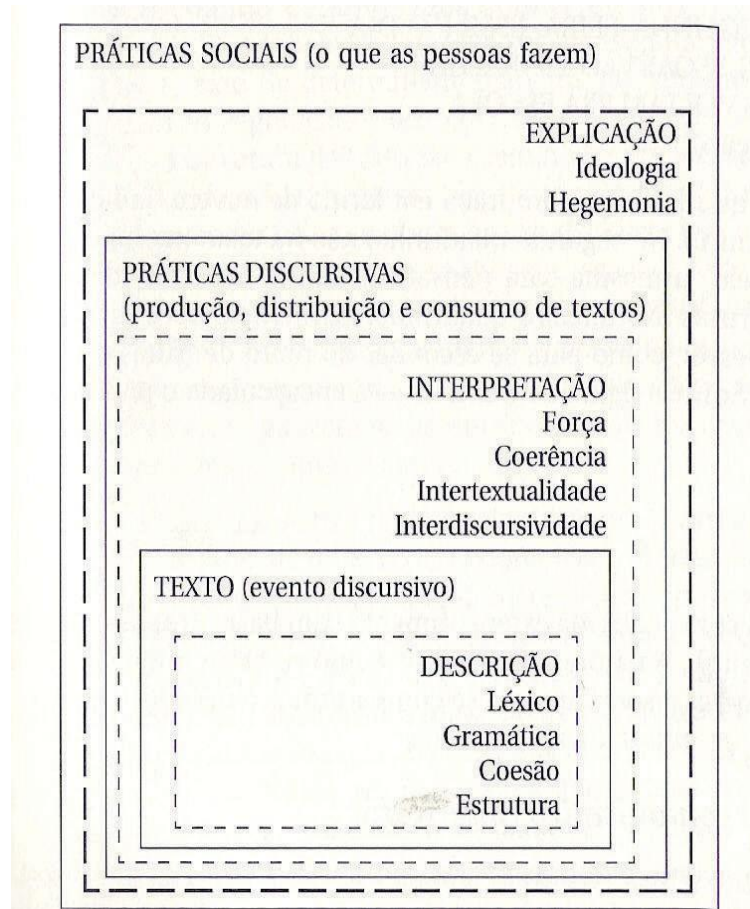 PRÁTICAS SOCIAIS (o que as pessoas fazem)
EXPLICAÇÃO
Ideologia
Hegemonia
PRÁTICAS DISCURSIVAS
(produção, distribuição e consumo de textos)
INTERPRETAÇÃO
Força
Coerência
Intertextualidade
Interdiscursividade
TEXTO (evento discursivo)
DESCRIÇÃO
Léxico
Gramática
Coesão
Estrutura